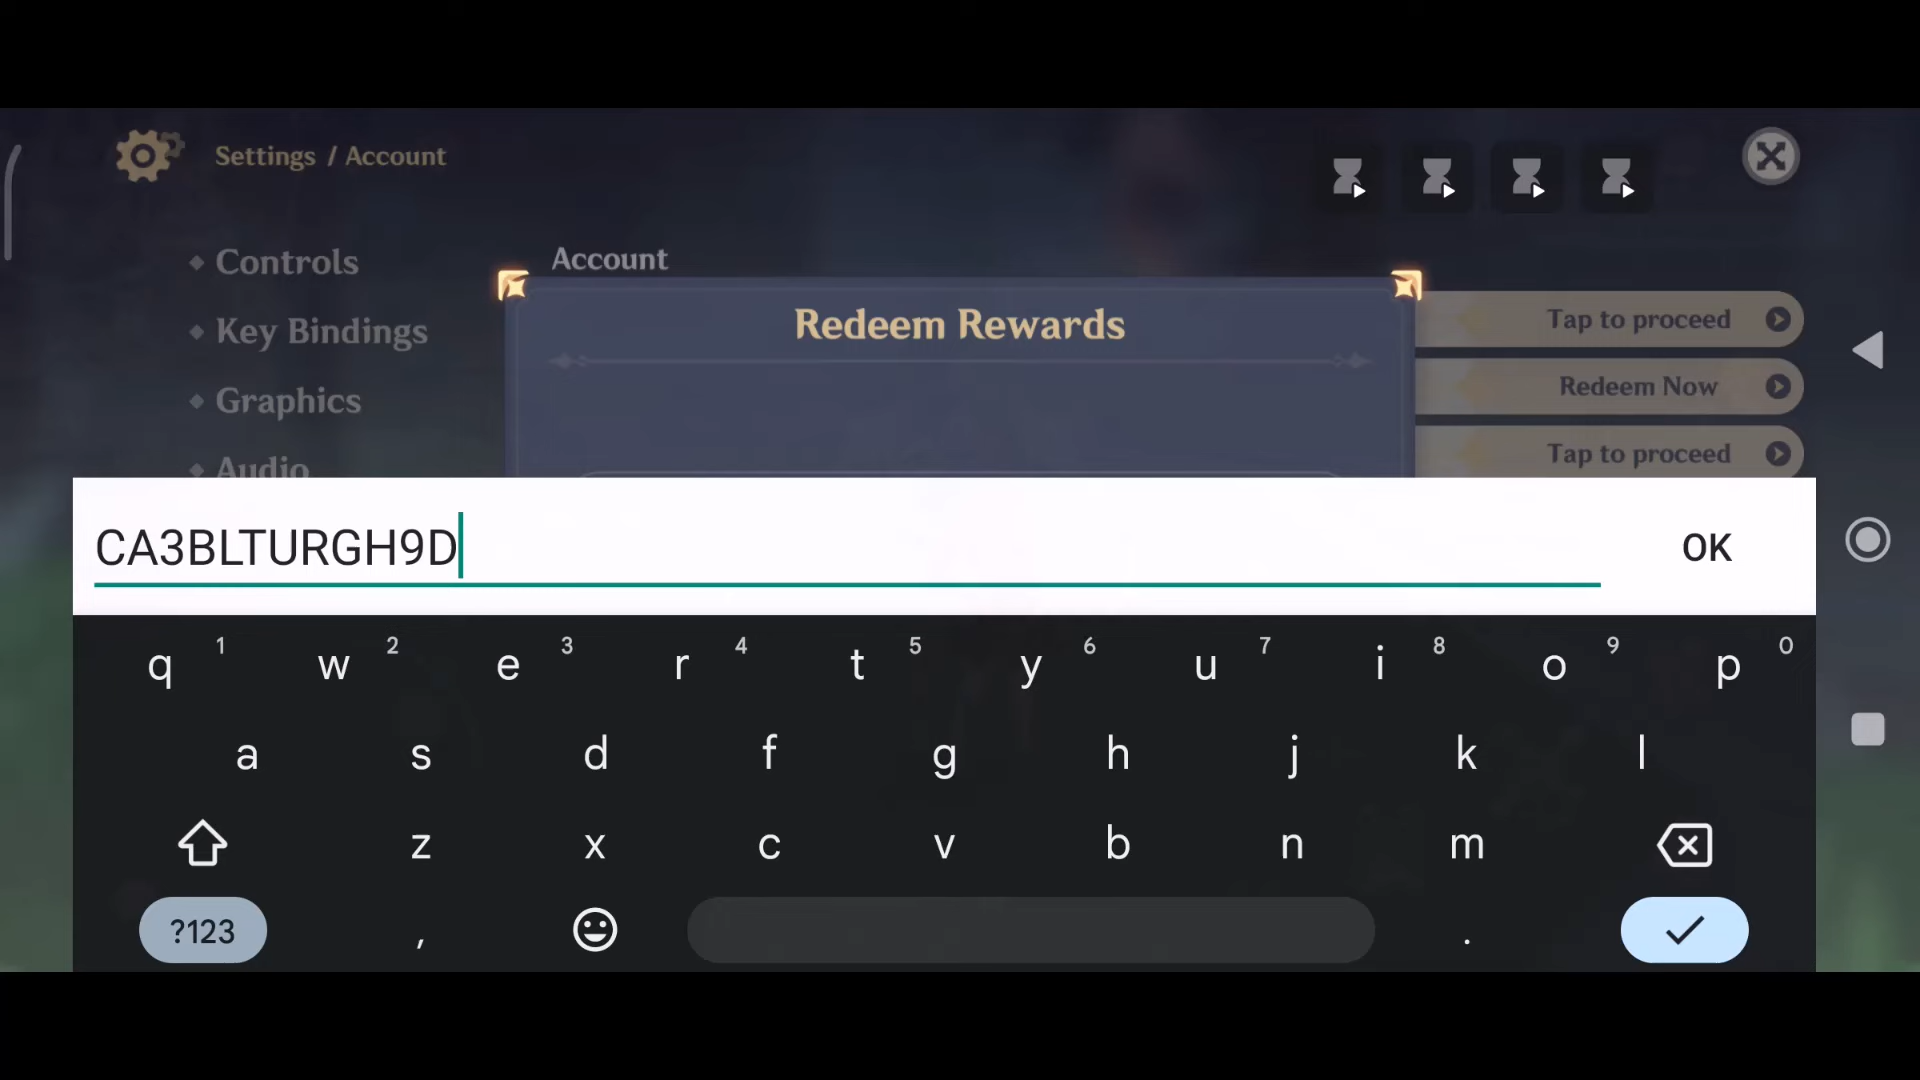 Settings / Account
Controls
Account
Key Bindings
Redeem Rewards
Tap to proceed
Graphics
Redeem Now
Audio
Tap to proceed
CA3BLTURGH9D
OK
q 1 w 2 e 3 r 4 t 5 y 6 u 7 i 8 o 9 p 0
a s d f g h j k l
z x c v b n m
?123 , .